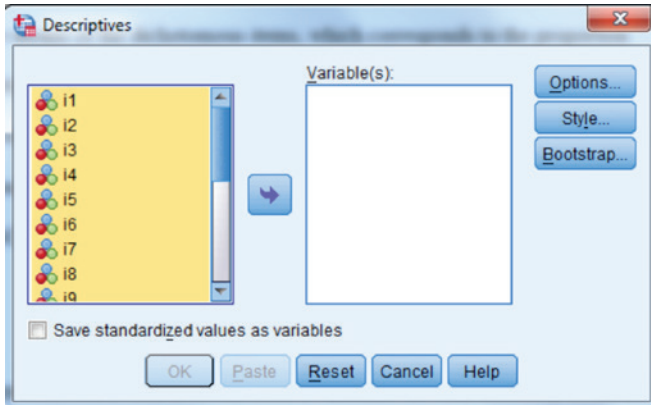 Descriptives
Variable(s):
i1
i2
i3
i4
i5
i6
i7
i8
i9
Options...
Style...
Bootstrap...
Save standardized values as variables
OK Paste Reset Cancel Help